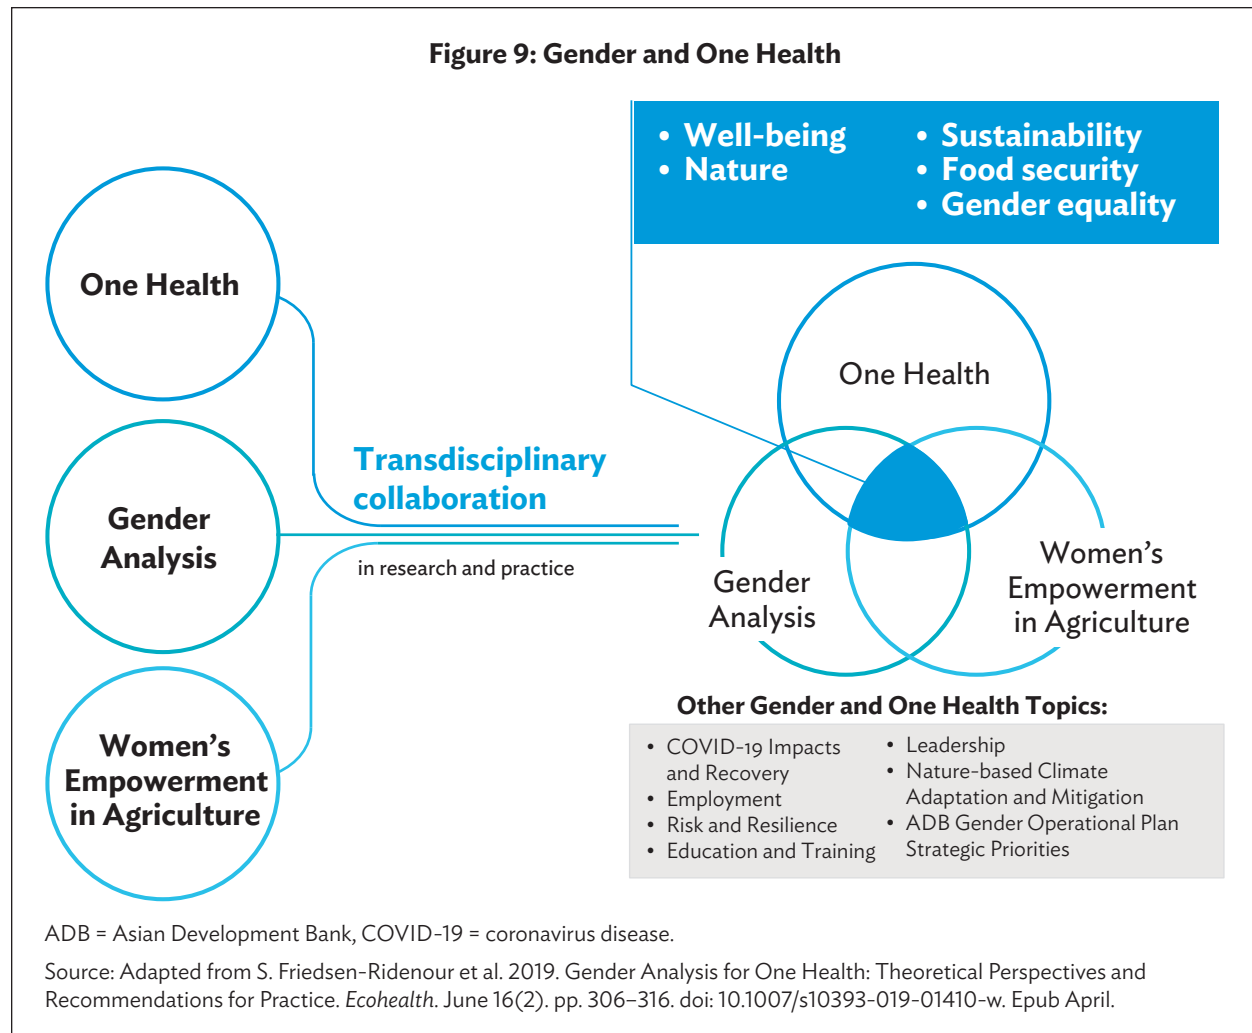 Figure 9: Gender and One Health
• Well-being
• Nature
• Sustainability
• Food security
• Gender equality
One Health
Gender
Analysis
Women’s
Empowerment
in Agriculture
Transdisciplinary
collaboration
in research and practice
One Health
Gender
Analysis
Women’s
Empowerment
in Agriculture
Other Gender and One Health Topics:
• COVID-19 Impacts
and Recovery
• Employment
• Risk and Resilience
• Education and Training
• Leadership
• Nature-based Climate
Adaptation and Mitigation
• ADB Gender Operational Plan
Strategic Priorities
ADB = Asian Development Bank, COVID-19 = coronavirus disease.
Source: Adapted from S. Friedsen-Ridenour et al. 2019. Gender Analysis for One Health: Theoretical Perspectives and
Recommendations for Practice. Ecohealth. June 16(2). pp. 306–316. doi: 10.1007/s10393-019-01410-w. Epub April.